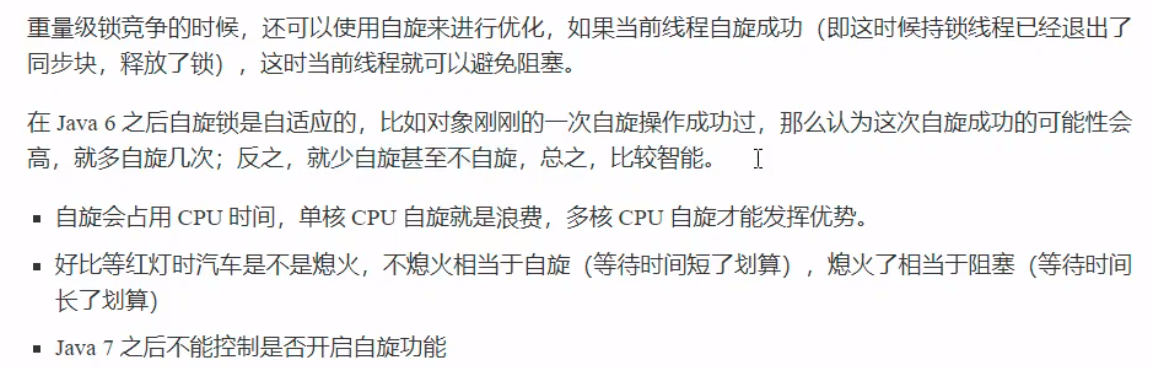 重量级锁竞争的时候，还可以使用自旋来进行优化，如果当前线程自旋成功（即这时候持锁线程已经退出了
同步块，释放了锁），这时当前线程就可以避免阻塞。
在 Java 6 之后自旋锁是自适应的，比如对象刚刚的一次自旋操作成功过，那么认为这次自旋成功的可能性会
高，就多自旋几次；反之，就少自旋甚至不自旋，总之，比较智能。
▪ 自旋会占用 CPU 时间，单核 CPU 自旋就是浪费，多核 CPU 自旋才能发挥优势。
▪ 好比等红灯时汽车是不是熄火，不熄火相当于自旋（等待时间短了划算），熄火了相当于阻塞（等待时间
长了划算）
▪ Java 7 之后不能控制是否开启自旋功能